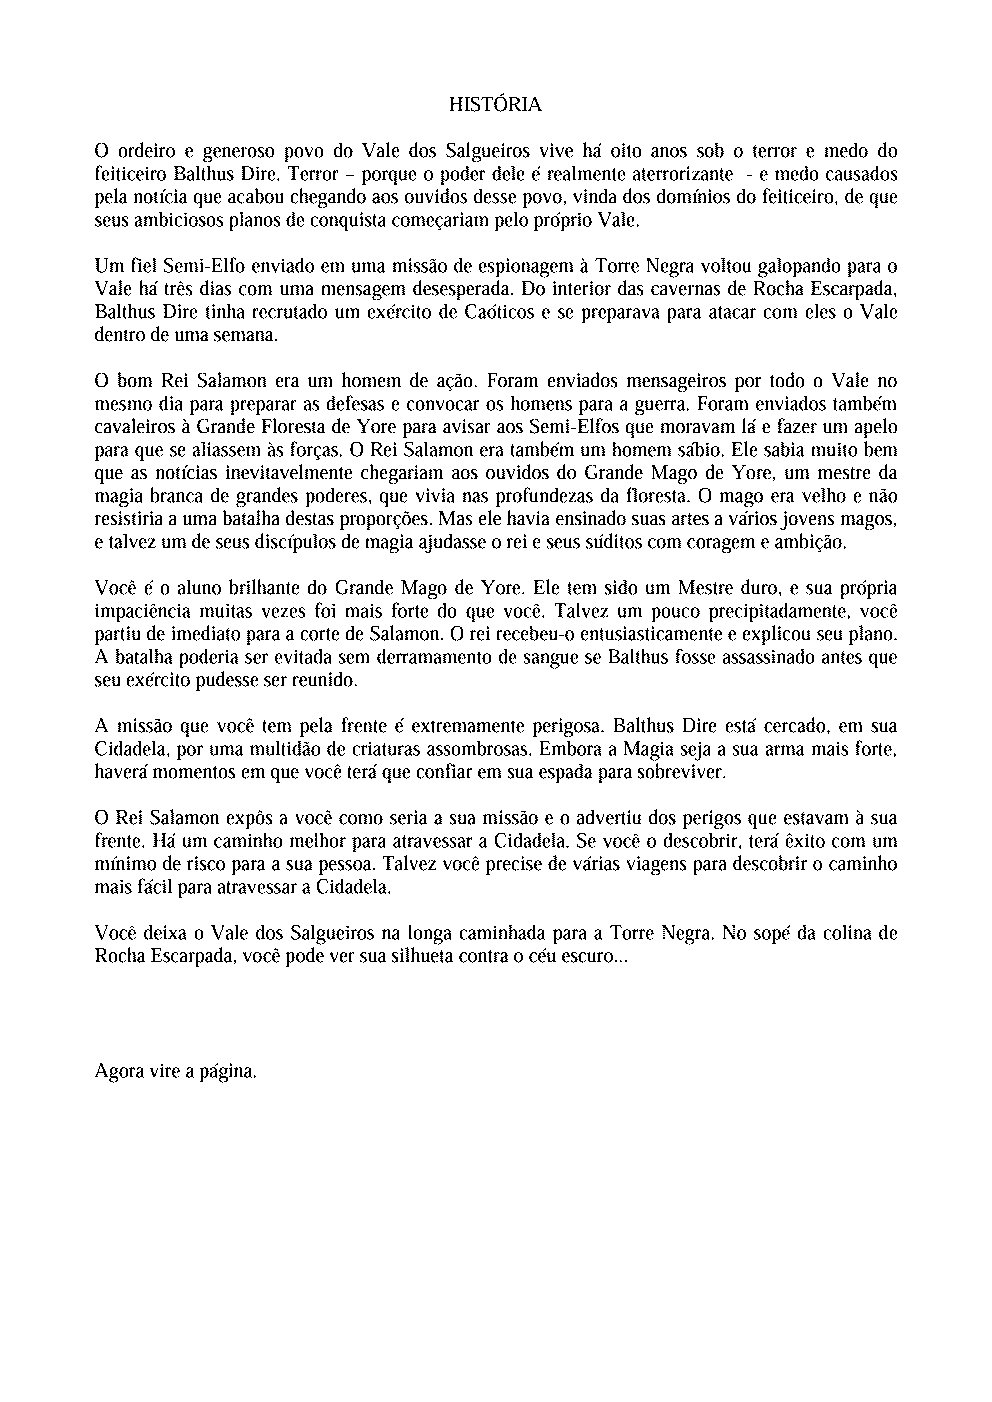 HISTÓRIA
O ordeiro e generoso povo do Vale dos Salgueiros vive há oito anos sob o terror e medo do
feiticeiro Balthus Dire. Terror – porque o poder dele é realmente aterrorizante - e medo causados
pela notícia que acabou chegando aos ouvidos desse povo, vinda dos domínios do feiticeiro, de que
seus ambiciosos planos de conquista começariam pelo próprio Vale.
Um fiel Semi-Elfo enviado em uma missão de espionagem à Torre Negra voltou galopando para o
Vale há três dias com uma mensagem desesperada. Do interior das cavernas de Rocha Escarpada,
Balthus Dire tinha recrutado um exército de Caóticos e se preparava para atacar com eles o Vale
dentro de uma semana.
O bom Rei Salamon era um homem de ação. Foram enviados mensageiros por todo o Vale no
mesmo dia para preparar as defesas e convocar os homens para a guerra. Foram enviados também
cavaleiros à Grande Floresta de Yore para avisar aos Semi-Elfos que moravam lá e fazer um apelo
para que se aliassem às forças. O Rei Salamon era também um homem sábio. Ele sabia muito bem
que as notícias inevitavelmente chegariam aos ouvidos do Grande Mago de Yore, um mestre da
magia branca de grandes poderes, que vivia nas profundezas da floresta. O mago era velho e não
resistiria a uma batalha destas proporções. Mas ele havia ensinado suas artes a vários jovens magos,
e talvez um de seus discípulos de magia ajudasse o rei e seus súditos com coragem e ambição.
Você é o aluno brilhante do Grande Mago de Yore. Ele tem sido um Mestre duro, e sua própria
impaciência muitas vezes foi mais forte do que você. Talvez um pouco precipitadamente, você
partiu de imediato para a corte de Salamon. O rei recebeu-o entusiasticamente e explicou seu plano.
A batalha poderia ser evitada sem derramamento de sangue se Balthus fosse assassinado antes que
seu exército pudesse ser reunido.
A missão que você tem pela frente é extremamente perigosa. Balthus Dire está cercado, em sua
Cidadela, por uma multidão de criaturas assombrosas. Embora a Magia seja a sua arma mais forte,
haverá momentos em que você terá que confiar em sua espada para sobreviver.
O Rei Salamon expôs a você como seria a sua missão e o advertiu dos perigos que estavam à sua
frente. Há um caminho melhor para atravessar a Cidadela. Se você o descobrir, terá êxito com um
mínimo de risco para a sua pessoa. Talvez você precise de várias viagens para descobrir o caminho
mais fácil para atravessar a Cidadela.
Você deixa o Vale dos Salgueiros na longa caminhada para a Torre Negra. No sopé da colina de
Rocha Escarpada, você pode ver sua silhueta contra o céu escuro...
Agora vire a página.